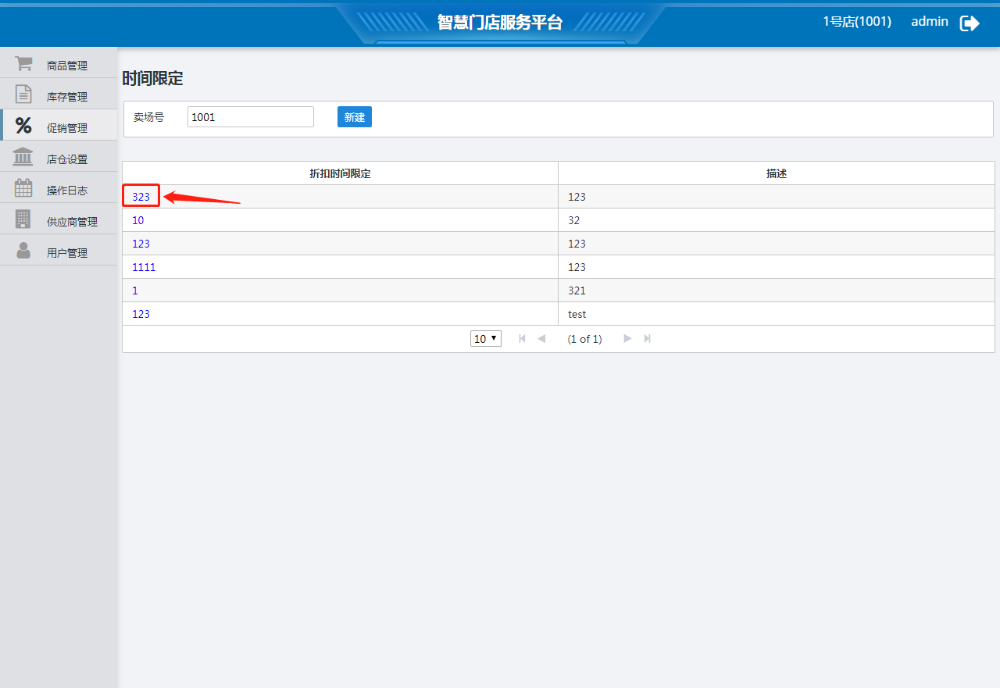 智慧门店服务平台
1号店(1001) admin
商品管理
库存管理
促销管理
店仓设置
操作日志
供应商管理
用户管理
时间限定
卖场号 1001 新建
折扣时间限定 描述
323 123
10 32
123 123
1111 123
1 321
123 test
10 (1 of 1)